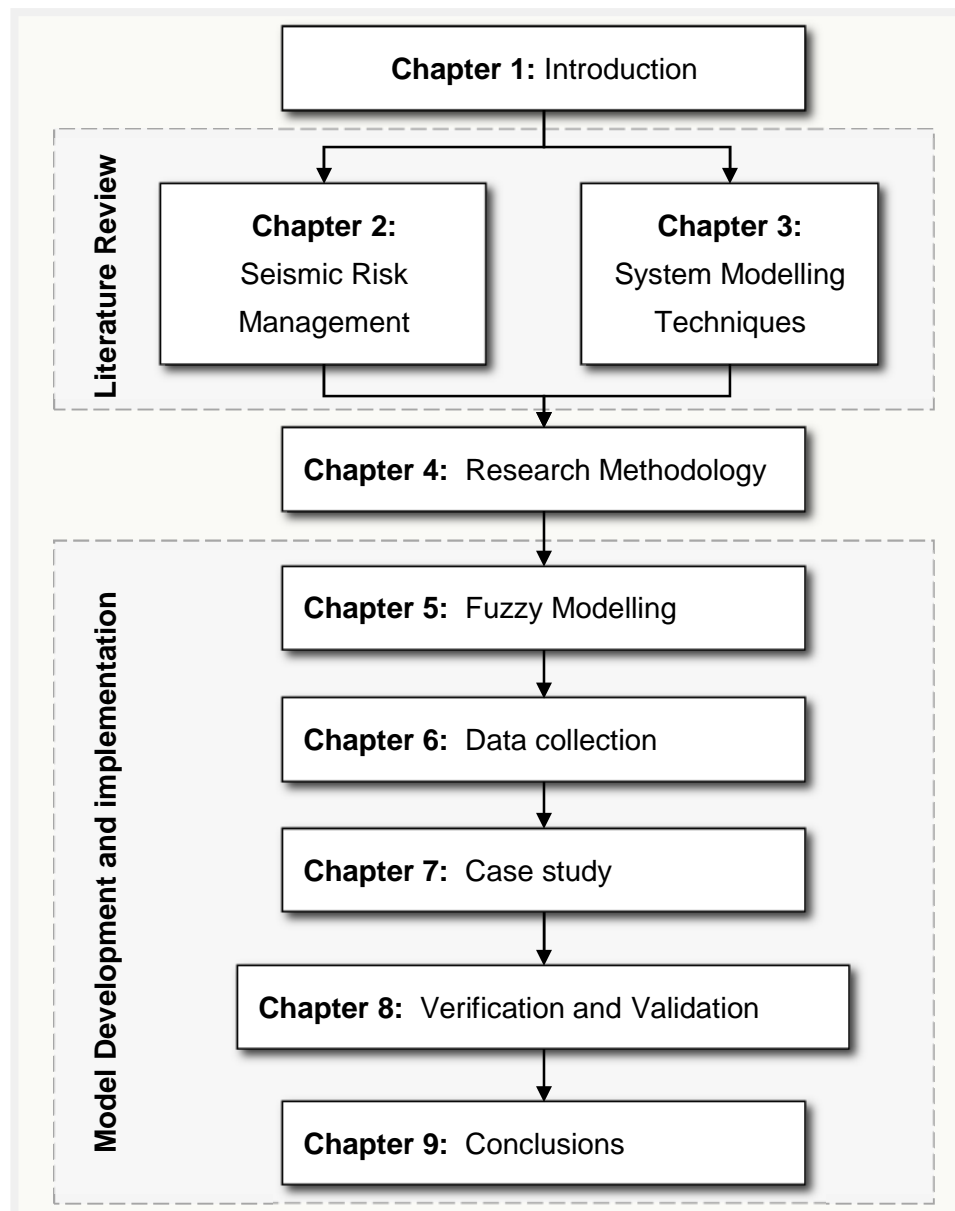 Chapter 1: Introduction
Literature Review
Chapter 2:
Seismic Risk
Management
Chapter 3:
System Modelling
Techniques
Chapter 4: Research Methodology
Model Development and implementation
Chapter 5: Fuzzy Modelling
Chapter 6: Data collection
Chapter 7: Case study
Chapter 8: Verification and Validation
Chapter 9: Conclusions